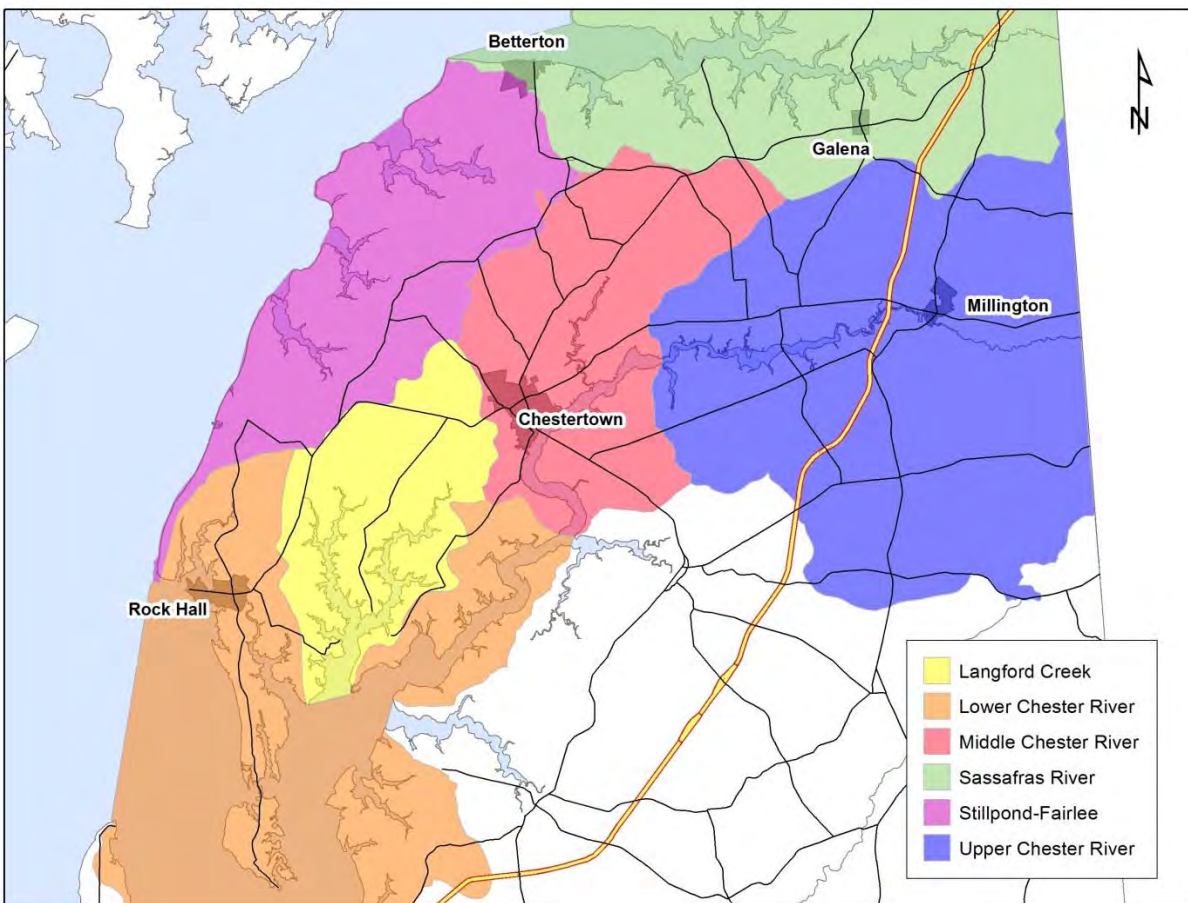 Betterton
N
Galena
Millington
Chestertown
Rock Hall
Langford Creek
Lower Chester River
Middle Chester River
Sassafras River
Stillpond-Fairlee
Upper Chester River